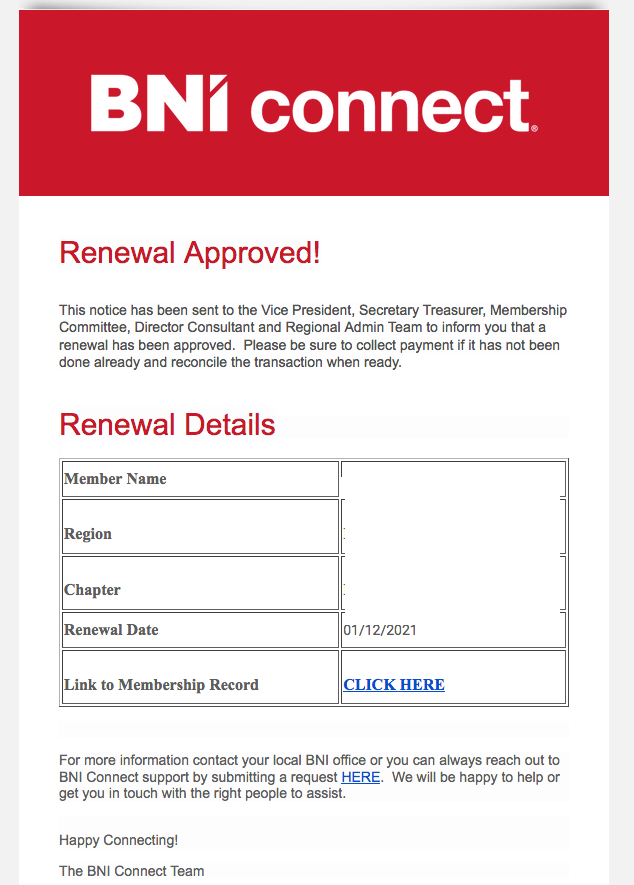 BNI connect®
Renewal Approved!
This notice has been sent to the Vice President, Secretary Treasurer, Membership
Committee, Director Consultant and Regional Admin Team to inform you that a
renewal has been approved.  Please be sure to collect payment if it has not been
done already and reconcile the transaction when ready.
Renewal Details
Member Name
Region
Chapter
Renewal Date 01/12/2021
Link to Membership Record CLICK HERE
For more information contact your local BNI office or you can always reach out to
BNI Connect support by submitting a request HERE.  We will be happy to help or
get you in touch with the right people to assist.
Happy Connecting!
The BNI Connect Team